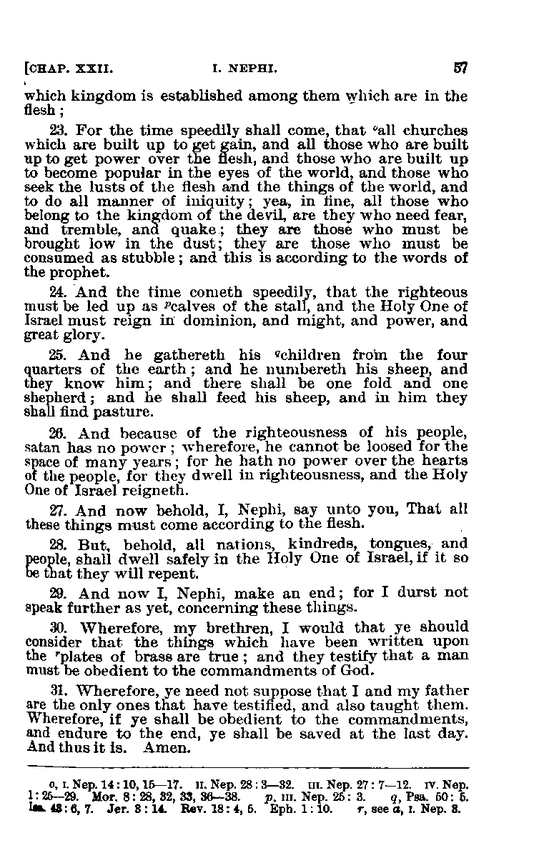 [CHAP. XXII. I. NEPHI. 57
which kingdom is established among them which are in the
flesh ;
23. For the time speedily shall come, that ᵒall churches
which are built up to get gain, and all those who are built
up to get power over the flesh, and those who are built up
to become popular in the eyes of the world, and those who
seek the lusts of the flesh and the things of the world, and
to do all manner of iniquity ; yea, in fine, all those who
belong to the kingdom of the devil, are they who need fear,
and tremble, and quake ; they are those who must be
brought low in the dust; they are those who must be
consumed as stubble ; and this is according to the words of
the prophet.
24. And the time cometh speedily, that the righteous
must be led up as ᵖcalves of the stall, and the Holy One of
Israel must reign in dominion, and might, and power, and
great glory.
25. And he gathereth his qchildren from the four
quarters of the earth ; and he numbereth his sheep, and
they know him; and there shall be one fold and one
shepherd ; and he shall feed his sheep, and in him they
shall find pasture.
26. And because of the righteousness of his people,
satan has no power ; wherefore, he cannot be loosed for the
space of many years ; for he hath no power over the hearts
of the people, for they dwell in righteousness, and the Holy
One of Israel reigneth.
27. And now behold, I, Nephi, say unto you, That all
these things must come according to the flesh.
28. But, behold, all nations, kindreds, tongues, and
people, shall dwell safely in the Holy One of Israel, if it so
be that they will repent.
29. And now I, Nephi, make an end ; for I durst not
speak further as yet, concerning these things.
30. Wherefore, my brethren, I would that ye should
consider that the things which have been written upon
the ʳplates of brass are true ; and they testify that a man
must be obedient to the commandments of God.
31. Wherefore, ye need not suppose that I and my father
are the only ones that have testified, and also taught them.
Wherefore, if ye shall be obedient to the commandments,
and endure to the end, ye shall be saved at the last day.
And thus it is. Amen.
o, I. Nep. 14 : 10, 15—17. II. Nep. 28 : 3—32. III. Nep. 27 : 7—12. IV. Nep.
1 : 25—29. Mor. 8 : 28, 32, 33, 36—38. p, III. Nep. 25 : 3. q, Psa. 50 : 5.
Isa. 43 : 6, 7. Jer. 3 : 14. Rev. 18 : 4, 5. Eph. 1 : 10. r, see a, I. Nep. 3.